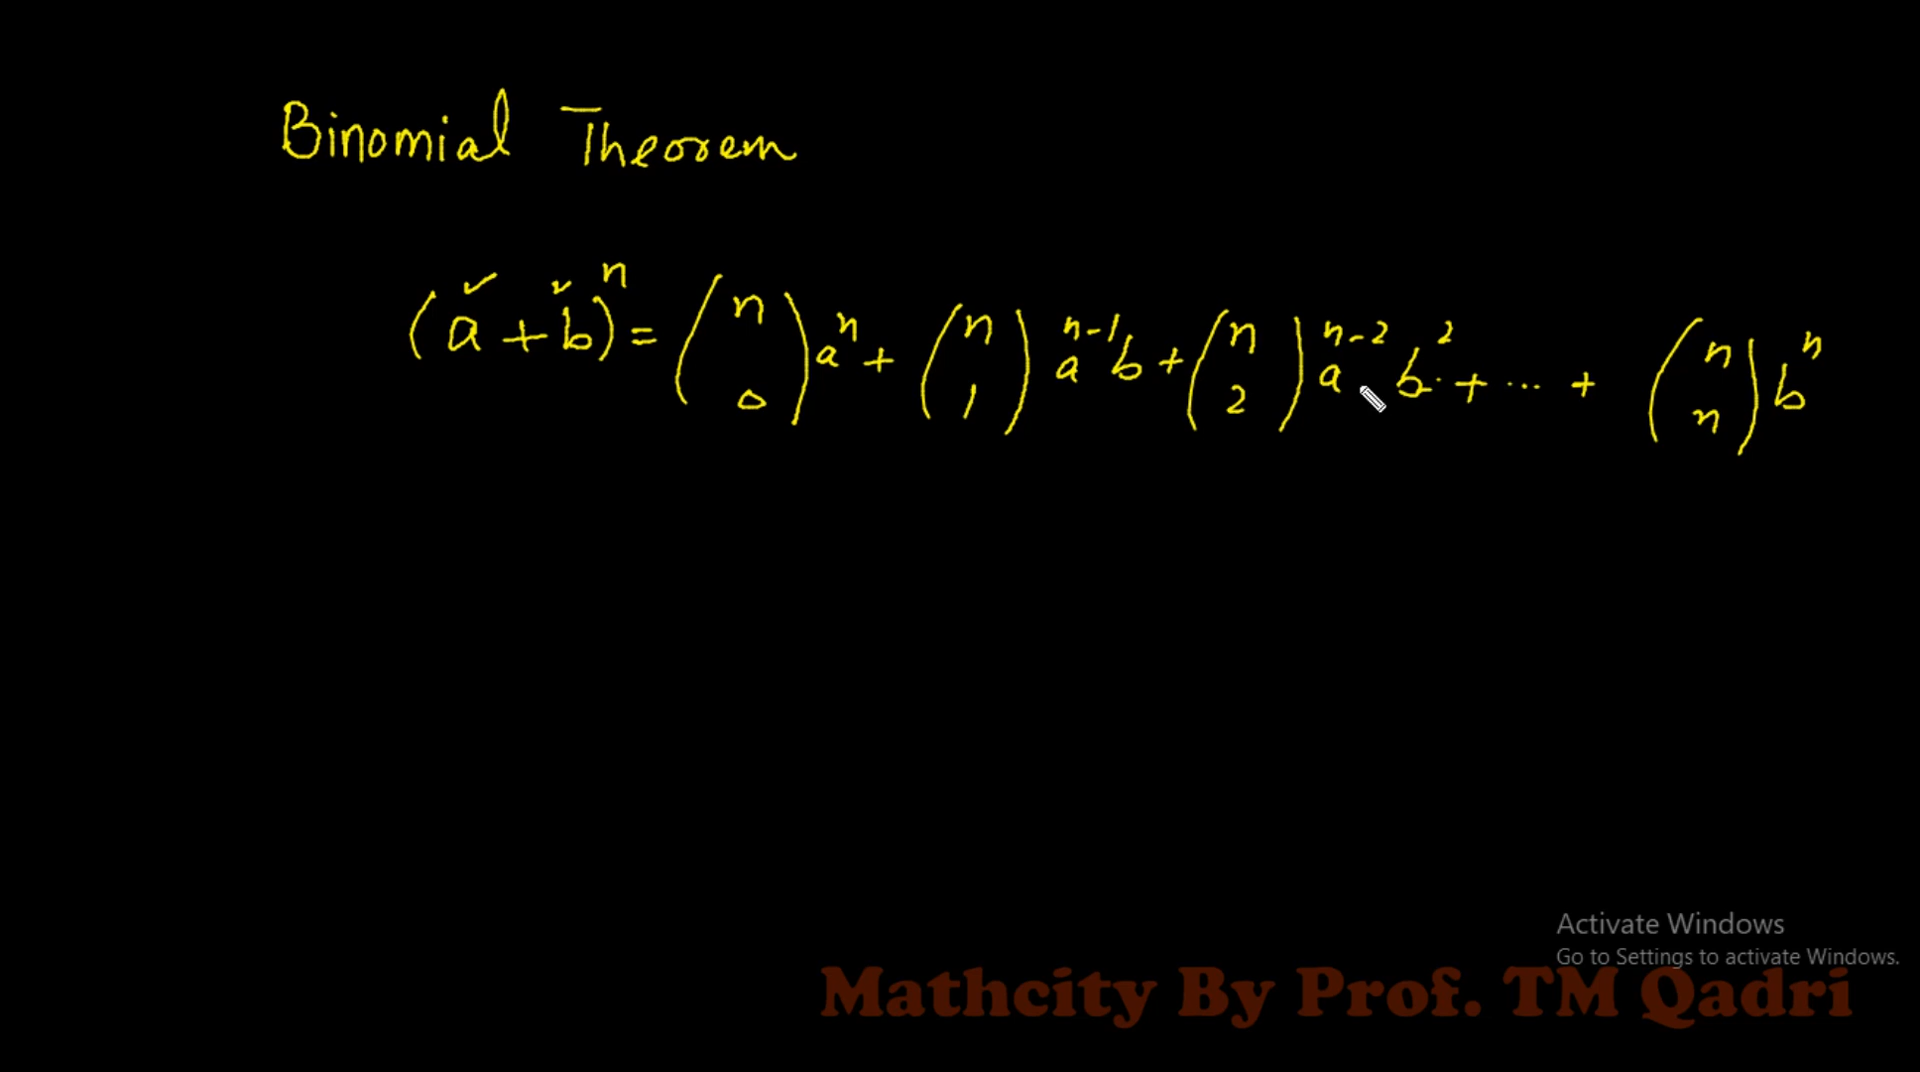 Binomial Theorem
(a + b)^n = (n 0) a^n + (n 1) a^{n-1} b + (n 2) a^{n-2} b^2 + ... + (n n) b^n
Activate Windows
Go to Settings to activate Windows.
Mathcity By Prof. TM Qadri